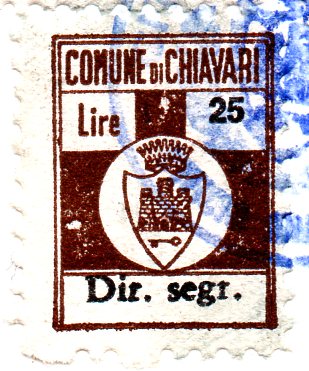 COMUNE DI CHIAVARI
Lire 25
Dir. segr.